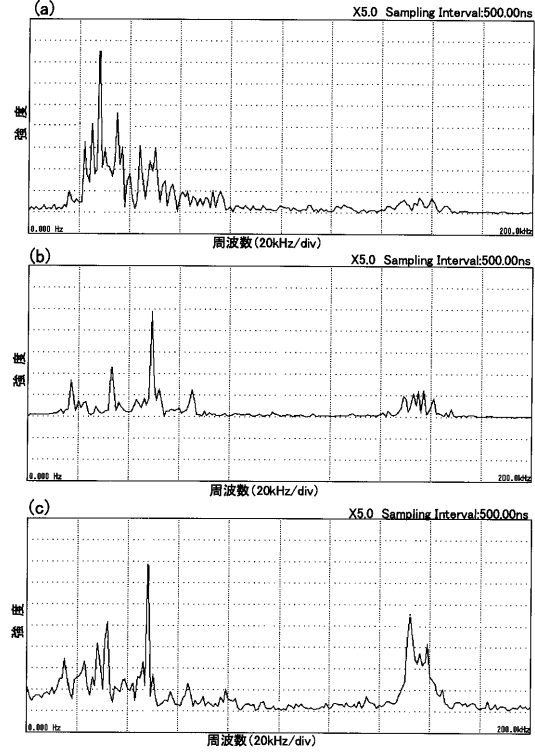 (a)
X5.0 Sampling Interval:500.00ns
強度
0.000 Hz
200.0kHz
周波数(20kHz/div)
(b)
X5.0 Sampling Interval:500.00ns
強度
0.000 Hz
200.0kHz
周波数(20kHz/div)
(c)
X5.0 Sampling Interval:500.00ns
強度
0.000 Hz
200.0kHz
周波数(20kHz/div)